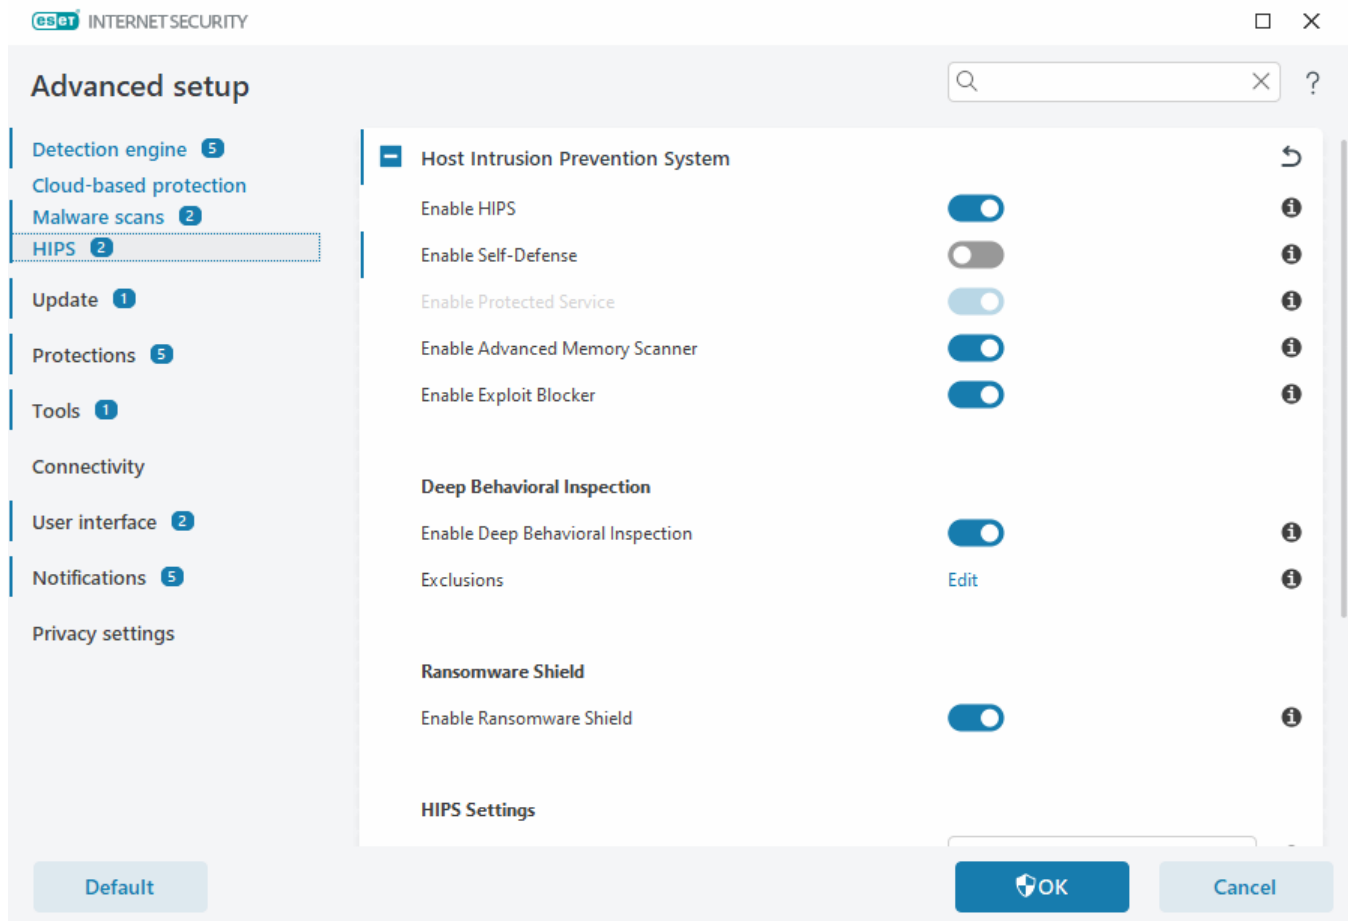 eset INTERNET SECURITY
Advanced setup
?
Detection engine 5
Cloud-based protection
Malware scans 2
HIPS 2
Update 1
Protections 5
Tools 1
Connectivity
User interface 2
Notifications 5
Privacy settings
Host Intrusion Prevention System
Enable HIPS
Enable Self-Defense
Enable Protected Service
Enable Advanced Memory Scanner
Enable Exploit Blocker
Deep Behavioral Inspection
Enable Deep Behavioral Inspection
Exclusions Edit
Ransomware Shield
Enable Ransomware Shield
HIPS Settings
Default
OK
Cancel